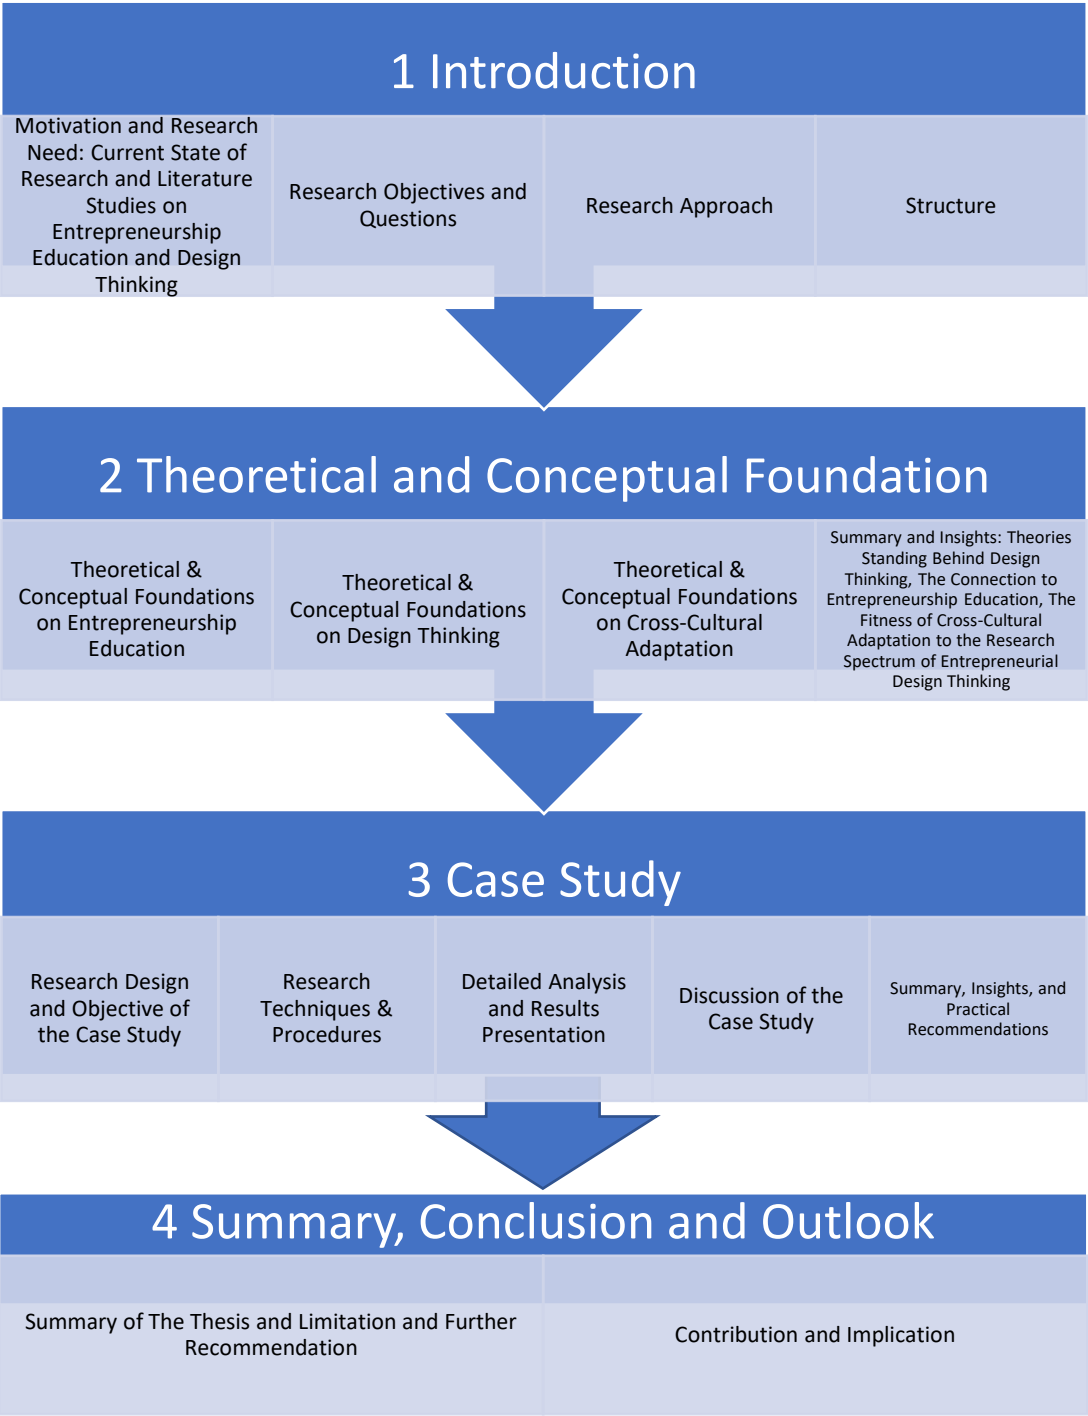 1 Introduction
Motivation and Research
Need: Current State of
Research and Literature
Studies on
Entrepreneurship
Education and Design
Thinking
Research Objectives and
Questions
Research Approach
Structure
2 Theoretical and Conceptual Foundation
Theoretical &
Conceptual Foundations
on Entrepreneurship
Education
Theoretical &
Conceptual Foundations
on Design Thinking
Theoretical &
Conceptual Foundations
on Cross-Cultural
Adaptation
Summary and Insights: Theories
Standing Behind Design
Thinking, The Connection to
Entrepreneurship Education, The
Fitness of Cross-Cultural
Adaptation to the Research
Spectrum of Entrepreneurial
Design Thinking
3 Case Study
Research Design
and Objective of
the Case Study
Research
Techniques &
Procedures
Detailed Analysis
and Results
Presentation
Discussion of the
Case Study
Summary, Insights, and
Practical
Recommendations
4 Summary, Conclusion and Outlook
Summary of The Thesis and Limitation and Further
Recommendation
Contribution and Implication